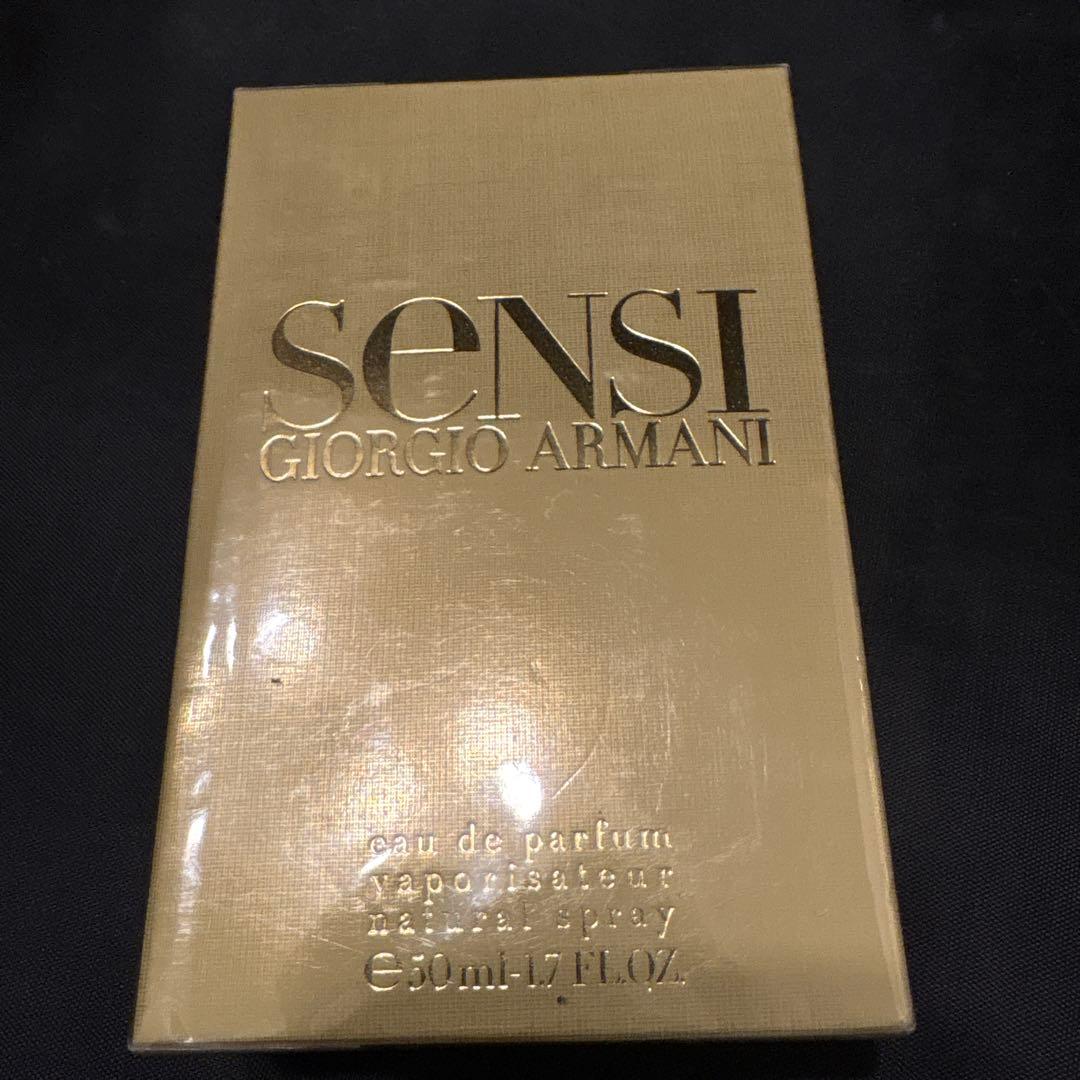 SeNSI
GIORGIO ARMANI
eau de parfum
vaporisateur
natural spray
℮50ml-1.7 FL.OZ.